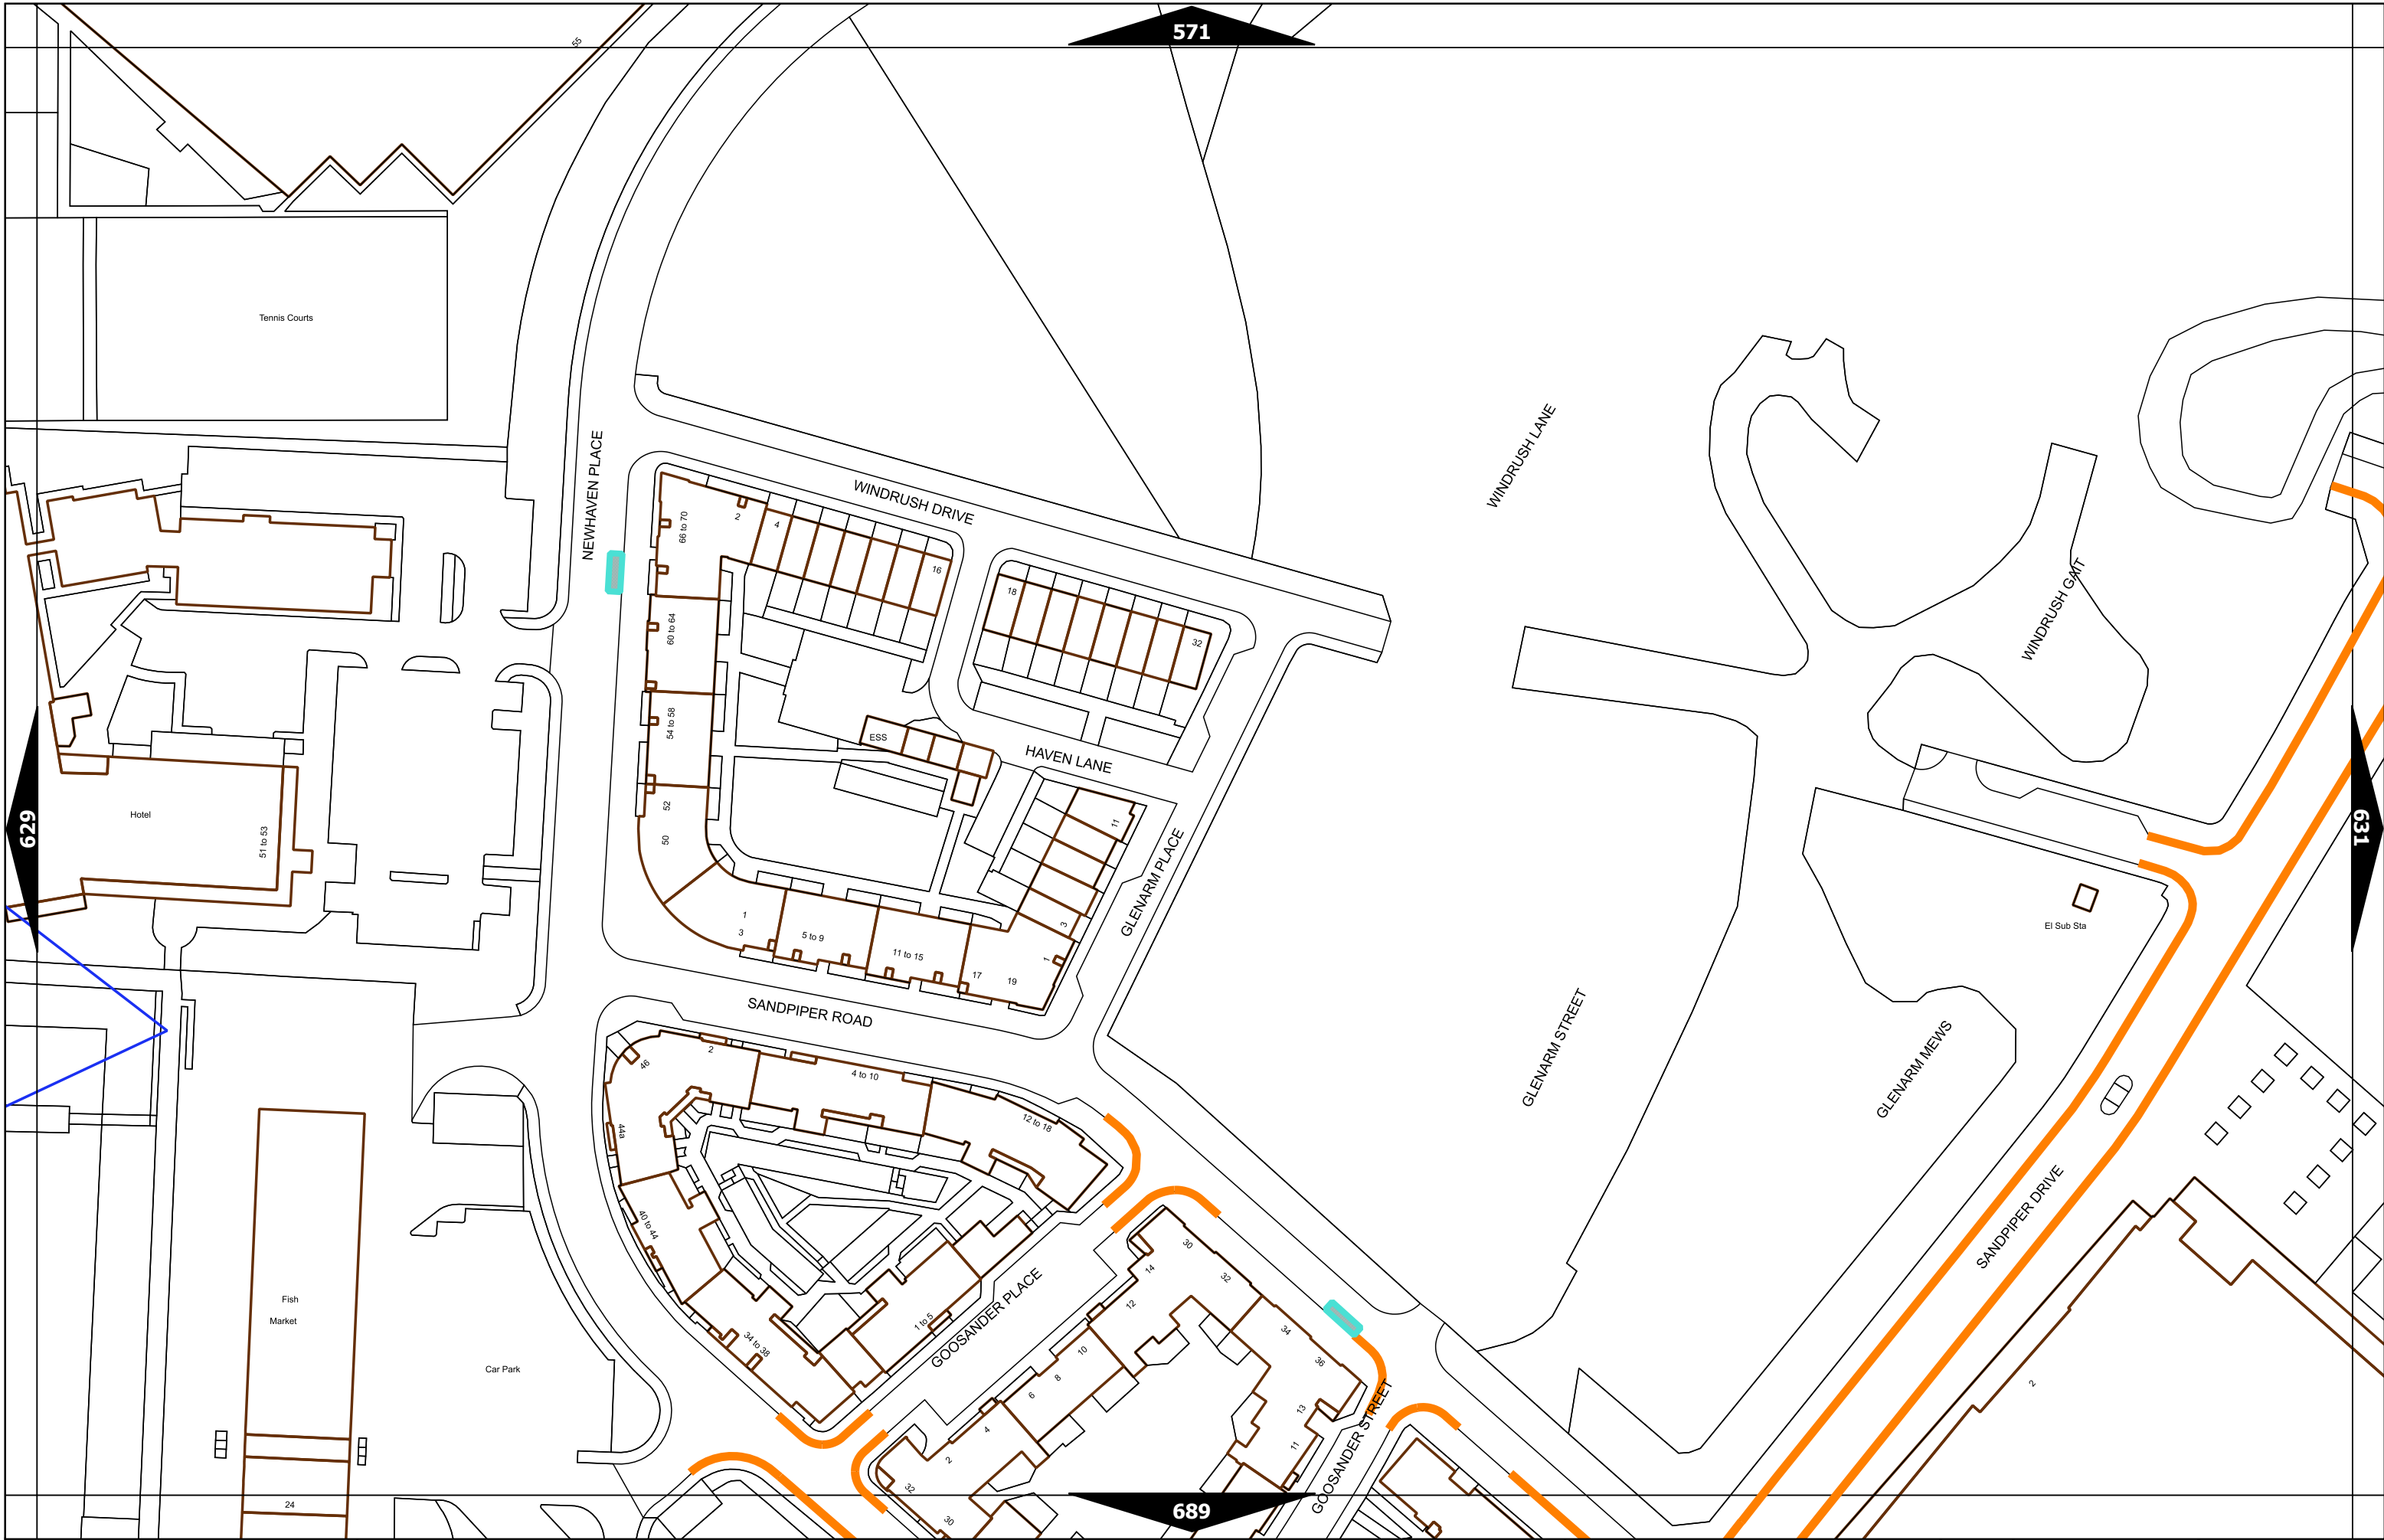 571
55
Tennis Courts
NEWHAVEN PLACE
WINDRUSH LANE
WINDRUSH DRIVE
66 to 70
2
4
16
18
32
WINDRUSH GAIT
60 to 64
54 to 58
ESS
HAVEN LANE
52
50
11
3
1
GLENARM PLACE
Hotel
51 to 53
629
631
1
3
5 to 9
11 to 15
17
19
El Sub Sta
SANDPIPER ROAD
GLENARM STREET
GLENARM MEWS
46
2
4 to 10
12 to 18
44a
40 to 44
34 to 38
1 to 5
GOOSANDER PLACE
SANDPIPER DRIVE
30
32
14
12
34
36
10
8
6
4
2
13
11
GOOSANDER STREET
Fish
Market
Car Park
2
32
30
24
689